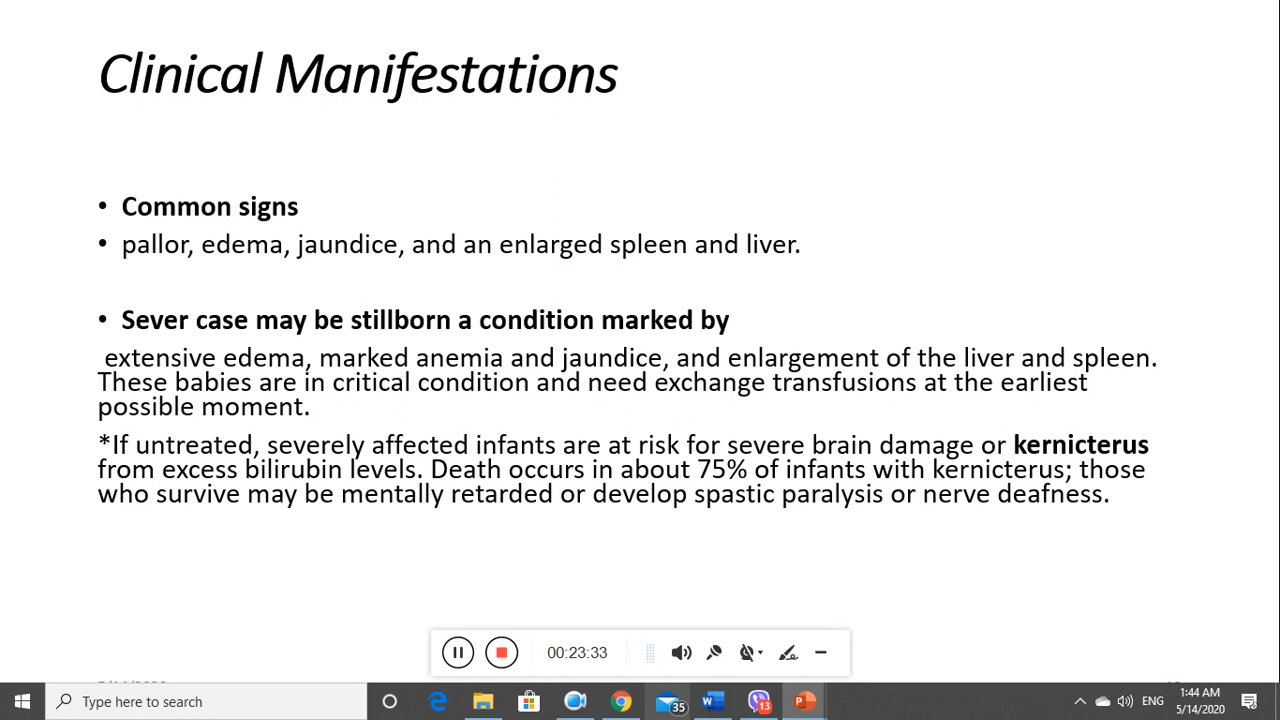 Clinical Manifestations
• Common signs
• pallor, edema, jaundice, and an enlarged spleen and liver.
• Sever case may be stillborn a condition marked by
extensive edema, marked anemia and jaundice, and enlargement of the liver and spleen.
These babies are in critical condition and need exchange transfusions at the earliest
possible moment.
*If untreated, severely affected infants are at risk for severe brain damage or kernicterus
from excess bilirubin levels. Death occurs in about 75% of infants with kernicterus; those
who survive may be mentally retarded or develop spastic paralysis or nerve deafness.
00:23:33
Type here to search
35
13
ENG
1:44 AM
5/14/2020